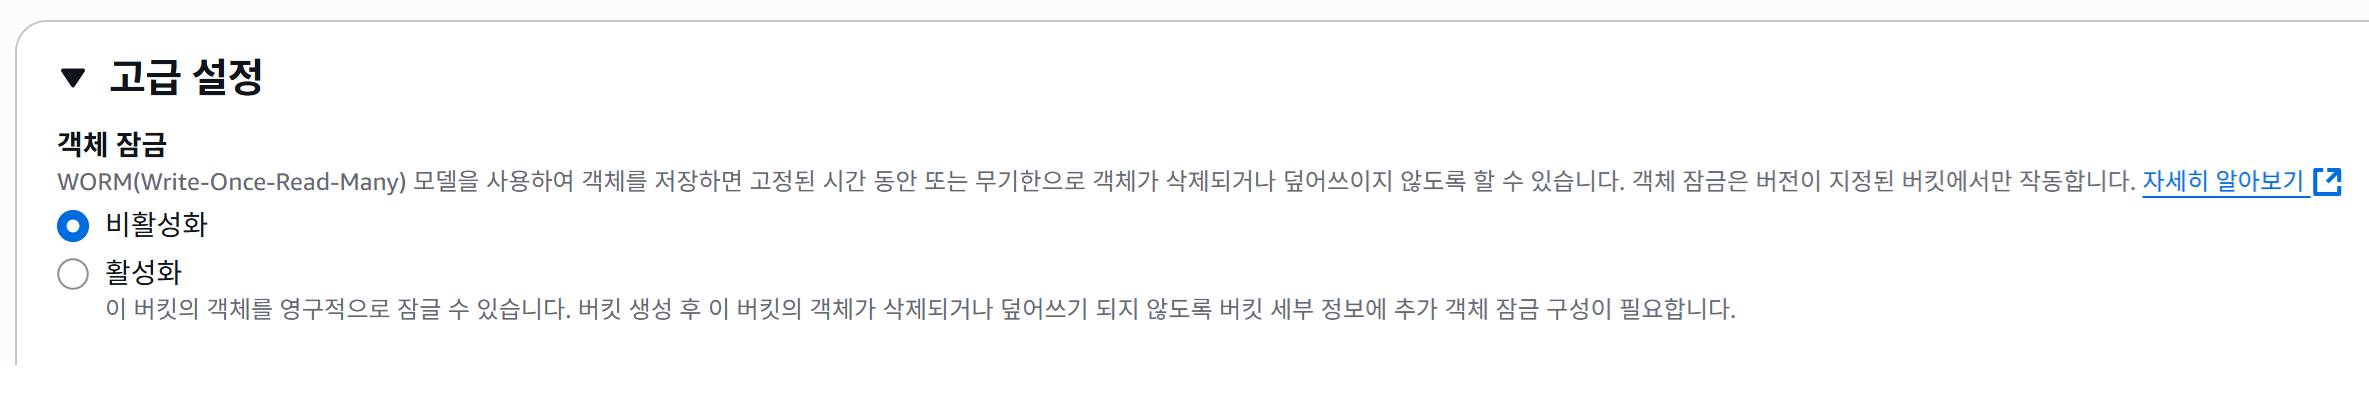 고급 설정
객체 잠금
WORM(Write-Once-Read-Many) 모델을 사용하여 객체를 저장하면 고정된 시간 동안 또는 무기한으로 객체가 삭제되거나 덮어쓰이지 않도록 할 수 있습니다. 객체 잠금은 버전이 지정된 버킷에서만 작동합니다. 자세히 알아보기
비활성화
활성화
이 버킷의 객체를 영구적으로 잠글 수 있습니다. 버킷 생성 후 이 버킷의 객체가 삭제되거나 덮어쓰기 되지 않도록 버킷 세부 정보에 추가 객체 잠금 구성이 필요합니다.